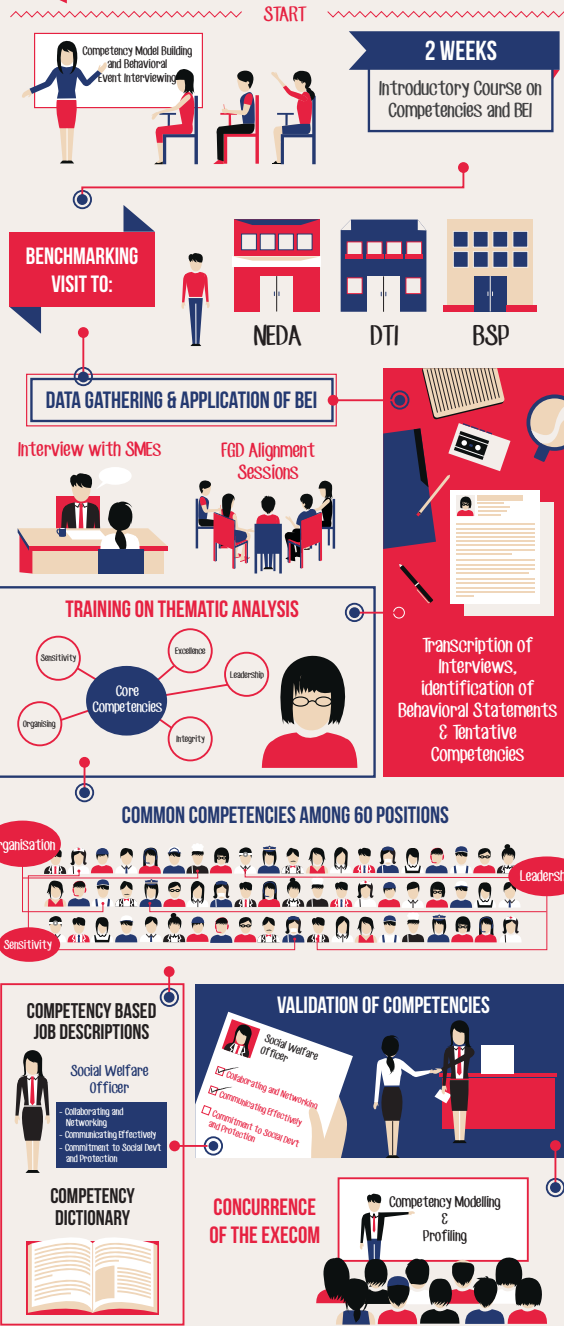 START
Competency Model Building
and Behavioral
Event Interviewing
2 WEEKS
Introductory Course on
Competencies and BEI
BENCHMARKING
VISIT TO:
NEDA
DTI
BSP
DATA GATHERING & APPLICATION OF BEI
Interview with SMEs
FGD Alignment
Sessions
Transcription of
Interviews,
identification of
Behavioral Statements
& Tentative
Competencies
TRAINING ON THEMATIC ANALYSIS
Sensitivity
Excellence
Leadership
Core
Competencies
Organising
Integrity
COMMON COMPETENCIES AMONG 60 POSITIONS
rganisation
Leadersh
Sensitivity
COMPETENCY BASED
JOB DESCRIPTIONS
Social Welfare
Officer
- Collaborating and
Networking
- Communicating Effectively
- Commitment to Social Dev't
and Protection
COMPETENCY
DICTIONARY
VALIDATION OF COMPETENCIES
Social Welfare
Officer
Collaborating and Networking
Communicating Effectively
Commitment to Social Dev't
and Protection
CONCURRENCE
OF THE EXECOM
Competency Modelling
&
Profiling